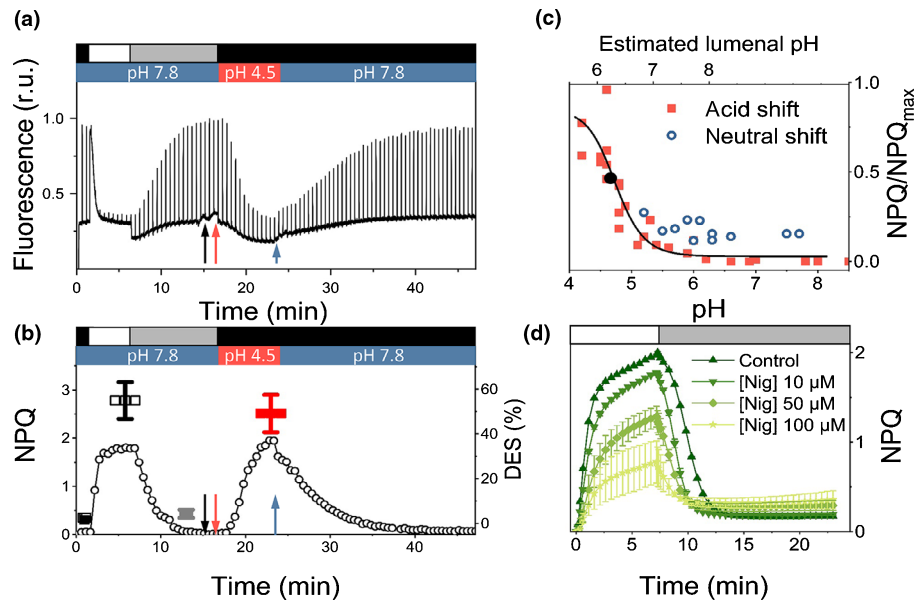 (a)
pH 7.8 pH 4.5 pH 7.8
Fluorescence (r.u.)
1.0
0.5
0 10 20 30 40
Time (min)
(b)
pH 7.8 pH 4.5 pH 7.8
NPQ
3
2
1
0
60
40
20
0
DES (%)
0 10 20 30 40
Time (min)
(c)
Estimated lumenal pH
6 7 8
Acid shift
Neutral shift
1.0
0.5
0.0
NPQ/NPQmax
4 5 6 7 8
pH
(d)
Control
[Nig] 10 µM
[Nig] 50 µM
[Nig] 100 µM
2
1
0
NPQ
0 5 10 15 20
Time (min)